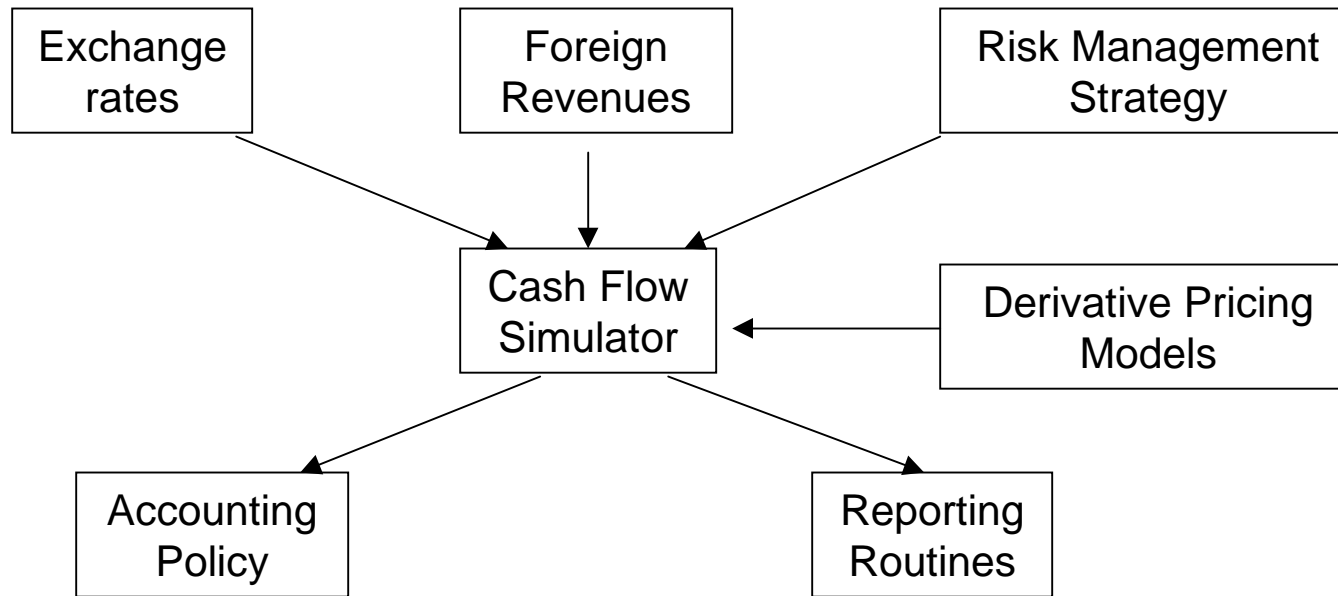 Exchange
rates
Foreign
Revenues
Risk Management
Strategy
Cash Flow
Simulator
Derivative Pricing
Models
Accounting
Policy
Reporting
Routines